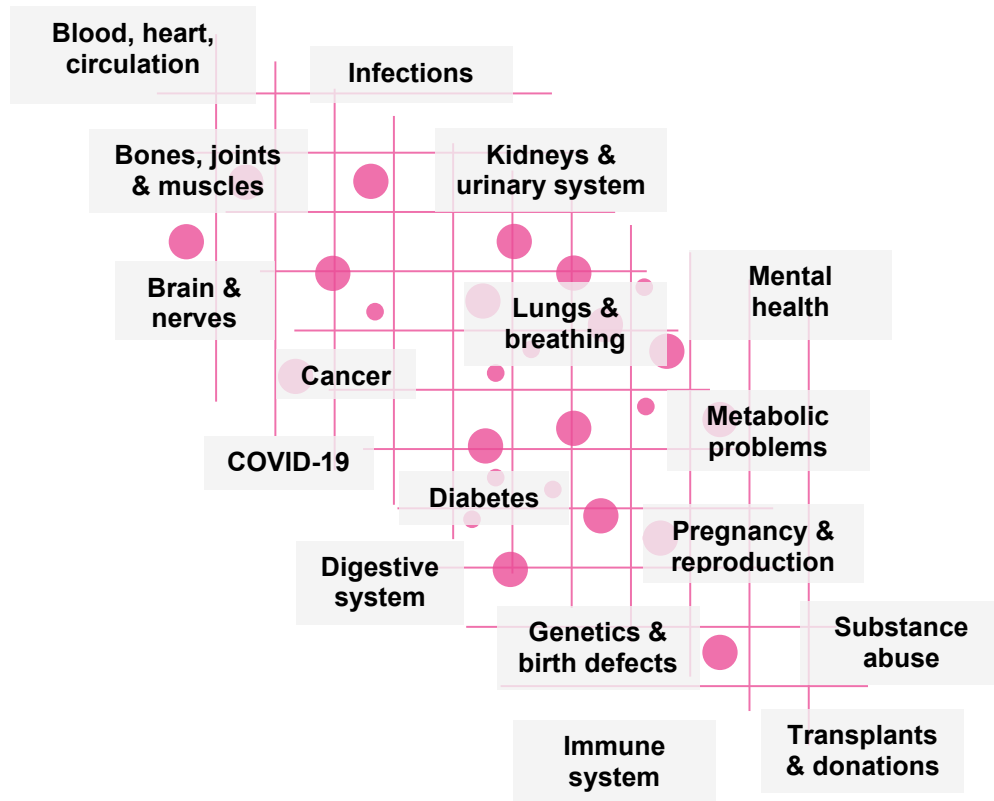 Blood, heart,
circulation
Infections
Bones, joints
& muscles
Kidneys &
urinary system
Brain &
nerves
Mental
health
Lungs &
breathing
Cancer
Metabolic
problems
COVID-19
Diabetes
Pregnancy &
reproduction
Digestive
system
Genetics &
birth defects
Substance
abuse
Immune
system
Transplants
& donations